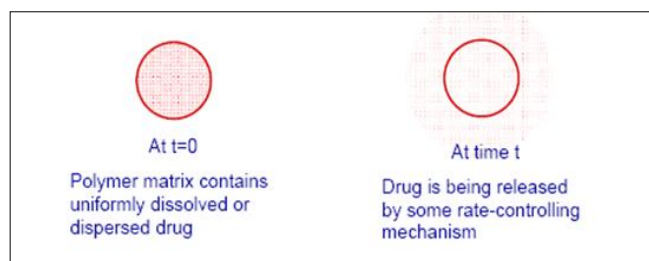 At t=0
Polymer matrix contains
uniformly dissolved or
dispersed drug
At time t
Drug is being released
by some rate-controlling
mechanism